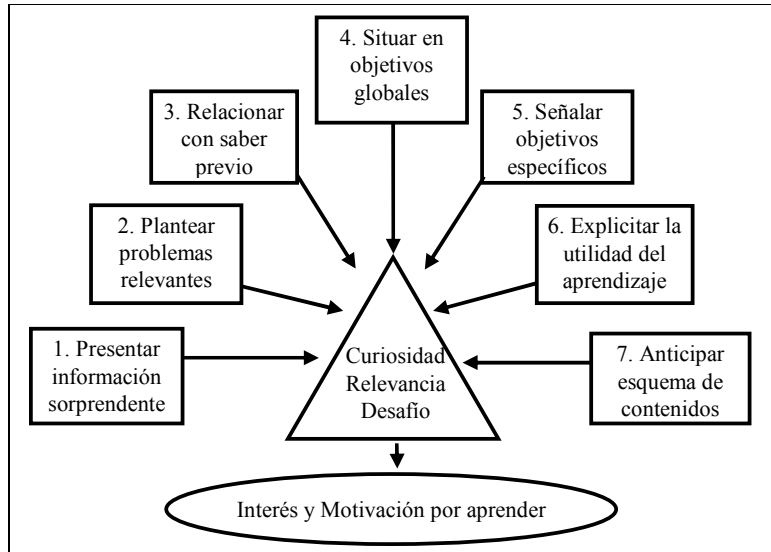 4. Situar en
objetivos
globales
3. Relacionar
con saber
previo
5. Señalar
objetivos
específicos
2. Plantear
problemas
relevantes
6. Explicitar la
utilidad del
aprendizaje
1. Presentar
información
sorprendente
Curiosidad
Relevancia
Desafío
7. Anticipar
esquema de
contenidos
Interés y Motivación por aprender